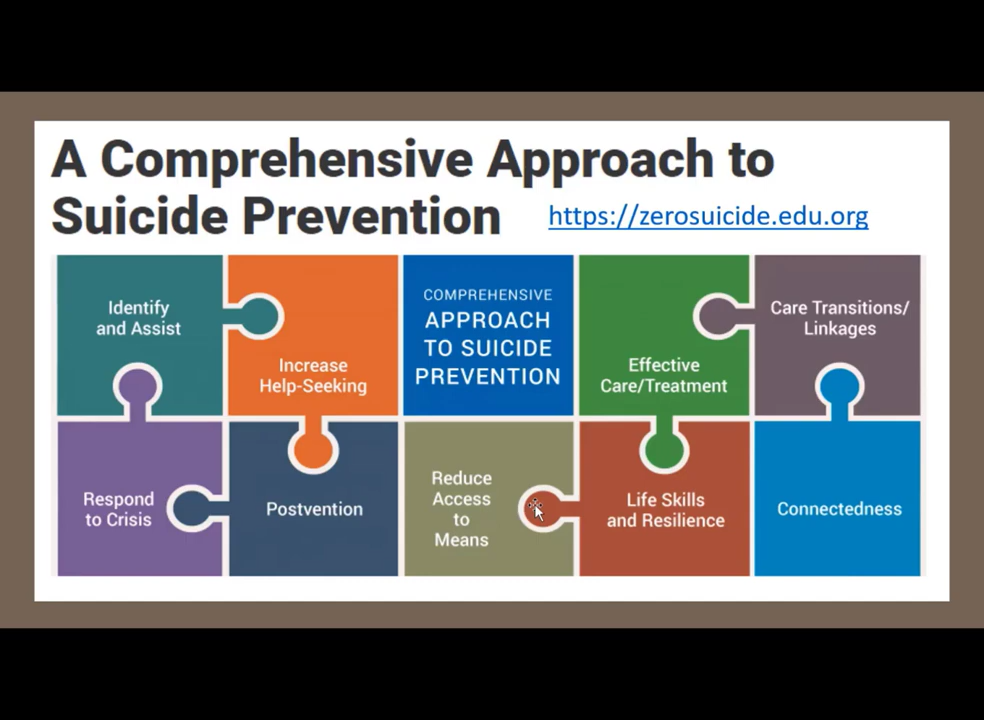 A Comprehensive Approach to
Suicide Prevention
https://zerosuicide.edu.org
Identify
and Assist
Increase
Help-Seeking
COMPREHENSIVE
APPROACH
TO SUICIDE
PREVENTION
Effective
Care/Treatment
Care Transitions/
Linkages
Respond
to Crisis
Postvention
Reduce
Access
to
Means
Life Skills
and Resilience
Connectedness